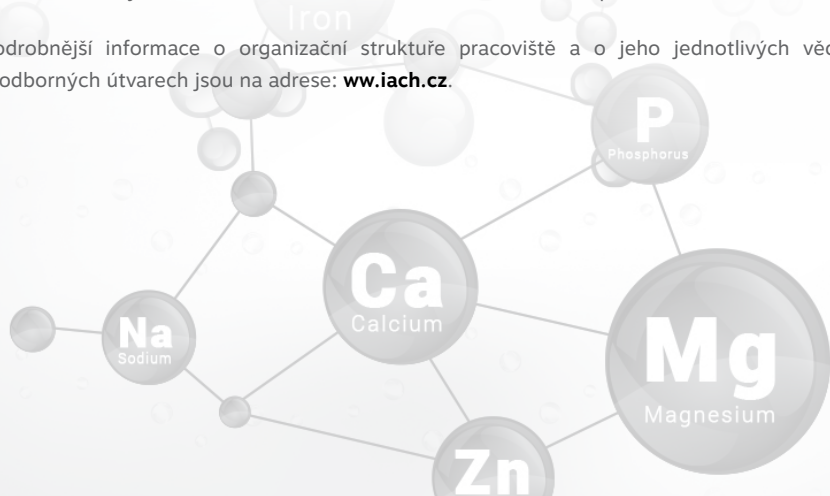 Iron
odrobnější informace o organizační struktuře pracoviště a o jeho jednotlivých
odborných útvarech jsou na adrese: ww.iach.cz.
P
Phosphorus
Ca
Calcium
Na
Sodium
Mg
Magnesium
Zn